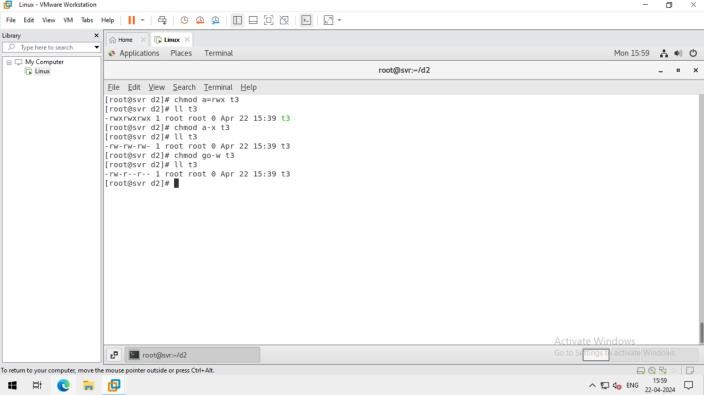 Linux - VMware Workstation
File Edit View VM Tabs Help
Library
Type here to search
My Computer
Linux
Home
Linux
Applications Places Terminal
Mon 15:59
root@svr:~/d2
File Edit View Search Terminal Help
[root@svr d2]# chmod a=rwx t3
[root@svr d2]# ll t3
-rwxrwxrwx 1 root root 0 Apr 22 15:39 t3
[root@svr d2]# chmod a-x t3
[root@svr d2]# ll t3
-rw-rw-rw- 1 root root 0 Apr 22 15:39 t3
[root@svr d2]# chmod go-w t3
[root@svr d2]# ll t3
-rw-r--r-- 1 root root 0 Apr 22 15:39 t3
[root@svr d2]#
Activate Windows
Go to Settings to activate Windows.
root@svr:~/d2
To return to your computer, move the mouse pointer outside or press Ctrl+Alt.
ENG
15:59
22-04-2024